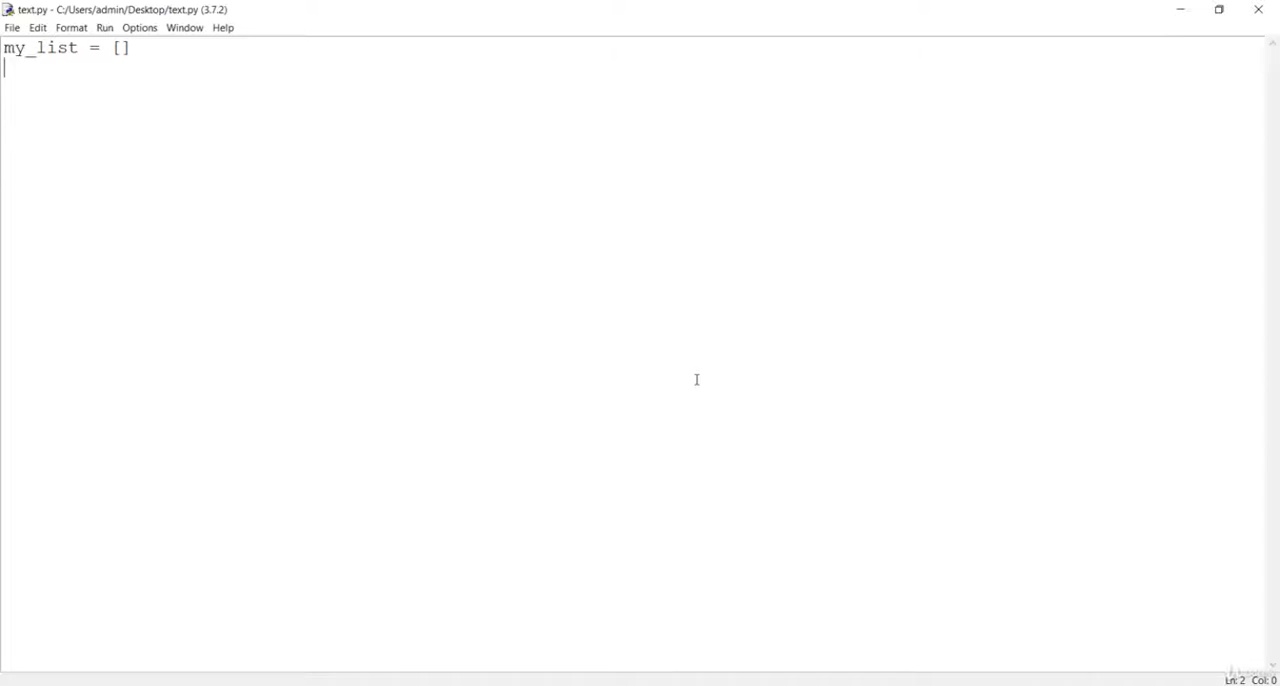 text.py - C:/Users/admin/Desktop/text.py (3.7.2)
File Edit Format Run Options Window Help
my_list = []
Ln: 2 Col: 0